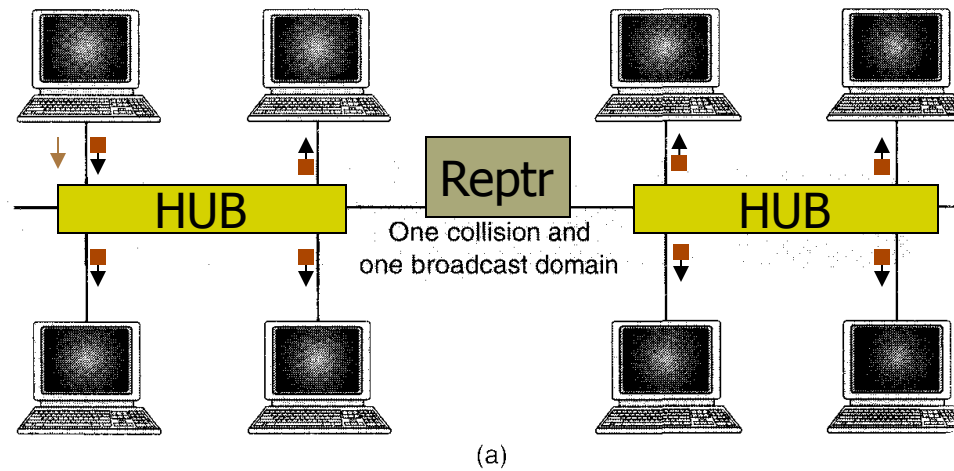 Reptr
HUB
HUB
One collision and
one broadcast domain
(a)